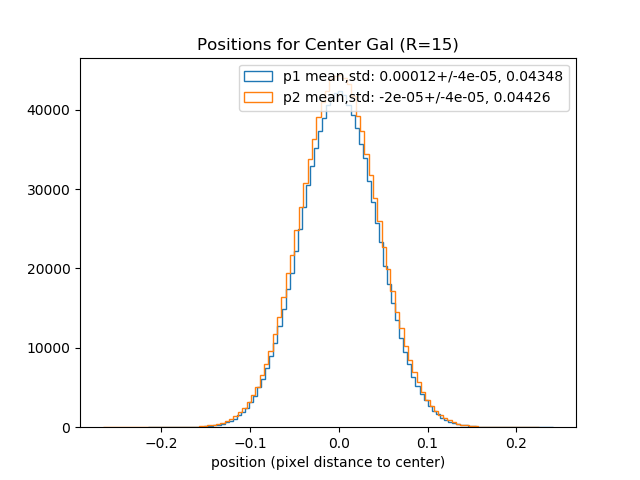 Positions for Center Gal (R=15)
p1 mean,std: 0.00012+/-4e-05, 0.04348
p2 mean,std: -2e-05+/-4e-05, 0.04426
40000
30000
20000
10000
0
−0.2 −0.1 0.0 0.1 0.2
position (pixel distance to center)